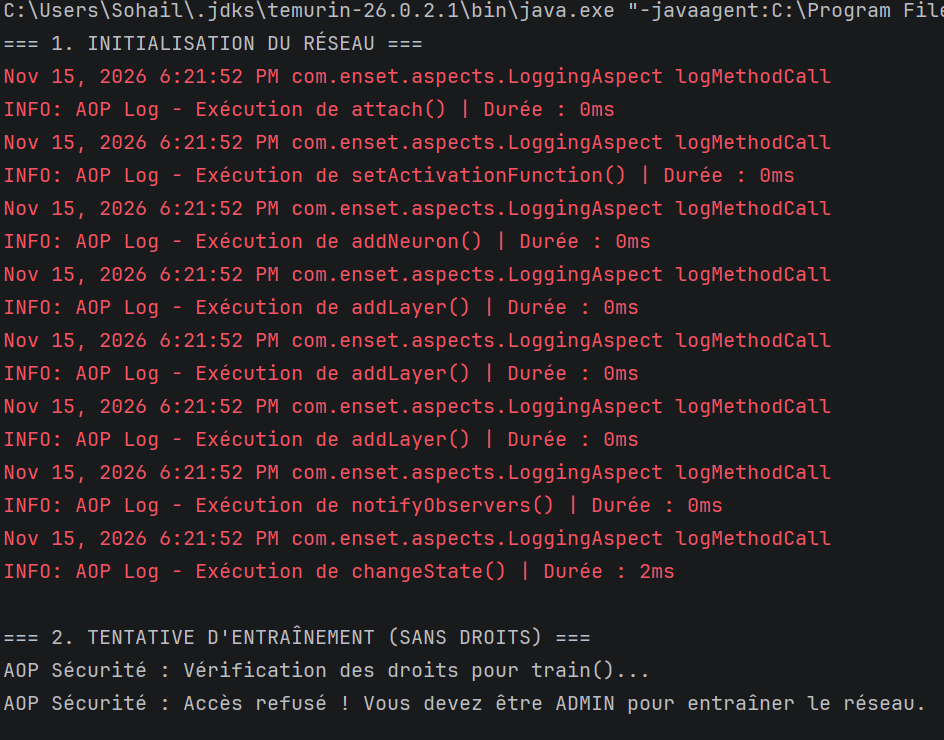 C:\Users\Sohail\.jdks\temurin-26.0.2.1\bin\java.exe "-javaagent:C:\Program File
=== 1. INITIALISATION DU RÉSEAU ===
Nov 15, 2026 6:21:52 PM com.enset.aspects.LoggingAspect logMethodCall
INFO: AOP Log - Exécution de attach() | Durée : 0ms
Nov 15, 2026 6:21:52 PM com.enset.aspects.LoggingAspect logMethodCall
INFO: AOP Log - Exécution de setActivationFunction() | Durée : 0ms
Nov 15, 2026 6:21:52 PM com.enset.aspects.LoggingAspect logMethodCall
INFO: AOP Log - Exécution de addNeuron() | Durée : 0ms
Nov 15, 2026 6:21:52 PM com.enset.aspects.LoggingAspect logMethodCall
INFO: AOP Log - Exécution de addLayer() | Durée : 0ms
Nov 15, 2026 6:21:52 PM com.enset.aspects.LoggingAspect logMethodCall
INFO: AOP Log - Exécution de addLayer() | Durée : 0ms
Nov 15, 2026 6:21:52 PM com.enset.aspects.LoggingAspect logMethodCall
INFO: AOP Log - Exécution de addLayer() | Durée : 0ms
Nov 15, 2026 6:21:52 PM com.enset.aspects.LoggingAspect logMethodCall
INFO: AOP Log - Exécution de notifyObservers() | Durée : 0ms
Nov 15, 2026 6:21:52 PM com.enset.aspects.LoggingAspect logMethodCall
INFO: AOP Log - Exécution de changeState() | Durée : 2ms
=== 2. TENTATIVE D'ENTRAÎNEMENT (SANS DROITS) ===
AOP Sécurité : Vérification des droits pour train()...
AOP Sécurité : Accès refusé ! Vous devez être ADMIN pour entraîner le réseau.